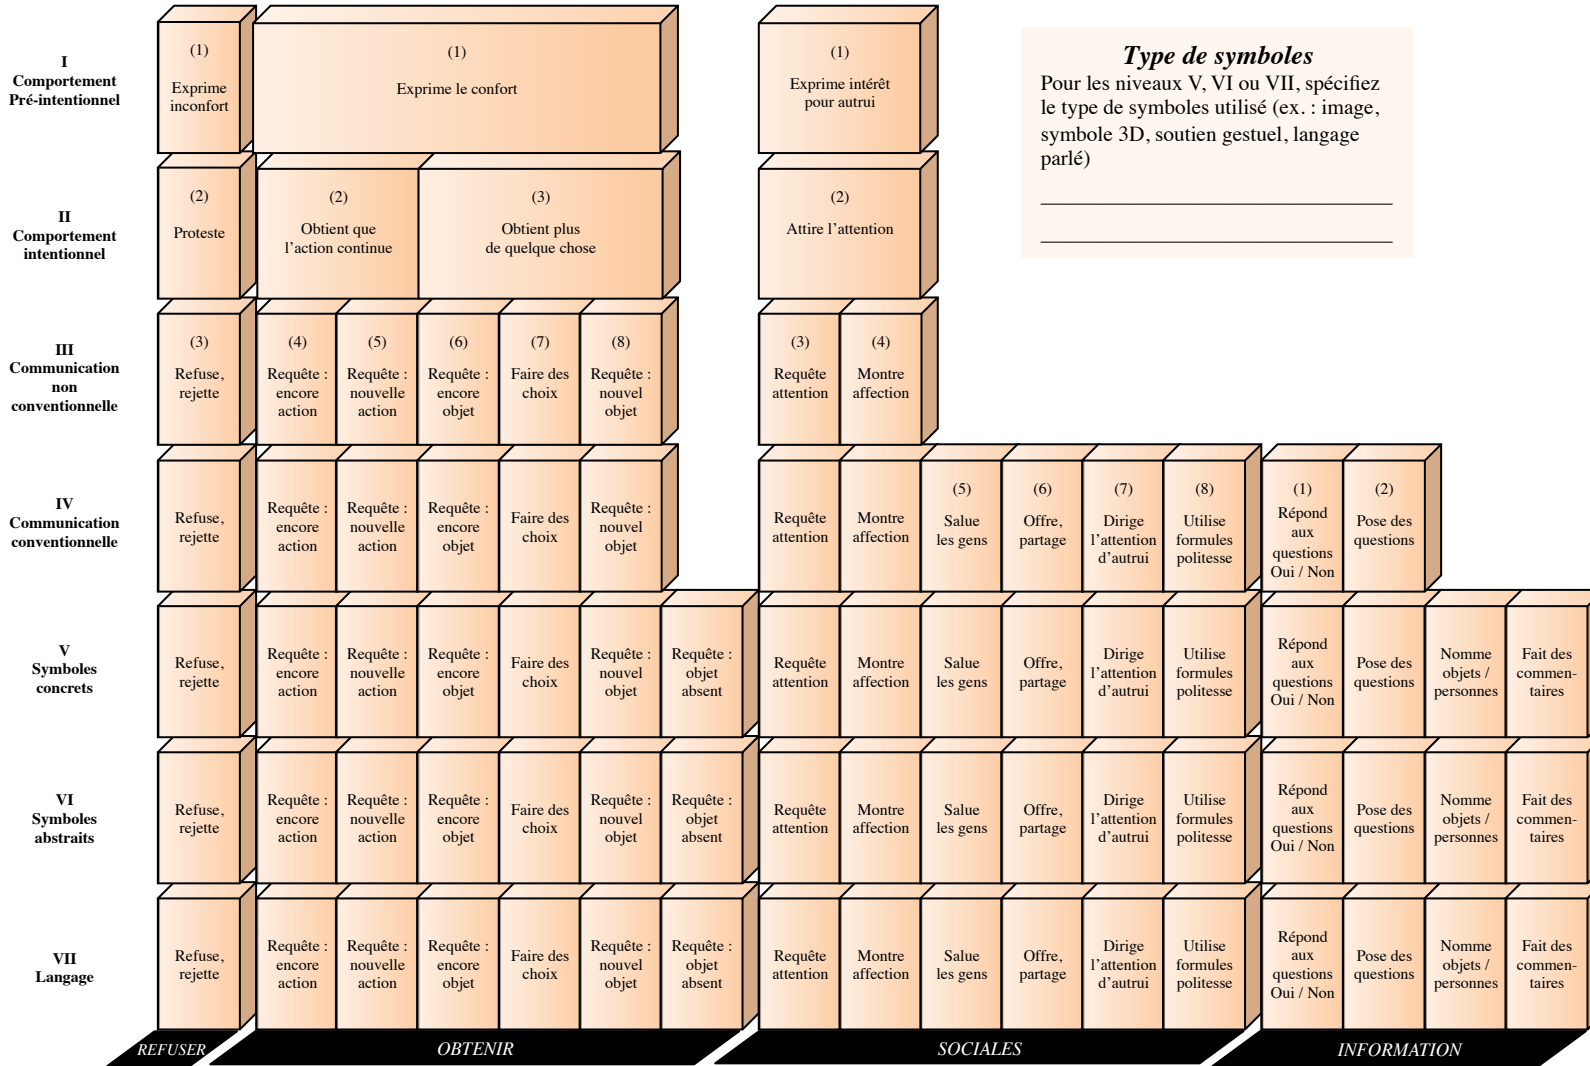 I
Comportement
Pré-intentionnel
(1)
Exprime
inconfort
(1)
Exprime le confort
(1)
Exprime intérêt
pour autrui
Type de symboles
Pour les niveaux V, VI ou VII, spécifiez
le type de symboles utilisé (ex. : image,
symbole 3D, soutien gestuel, langage
parlé)
II
Comportement
intentionnel
(2)
Proteste
(2)
Obtient que
l’action continue
(3)
Obtient plus
de quelque chose
(2)
Attire l’attention
III
Communication
non
conventionnelle
(3)
Refuse,
rejette
(4)
Requête :
encore
action
(5)
Requête :
nouvelle
action
(6)
Requête :
encore
objet
(7)
Faire des
choix
(8)
Requête :
nouvel
objet
(3)
Requête
attention
(4)
Montre
affection
IV
Communication
conventionnelle
Refuse,
rejette
Requête :
encore
action
Requête :
nouvelle
action
Requête :
encore
objet
Faire des
choix
Requête :
nouvel
objet
Requête
attention
Montre
affection
(5)
Salue
les gens
(6)
Offre,
partage
(7)
Dirige
l’attention
d’autrui
(8)
Utilise
formules
politesse
(1)
Répond
aux
questions
Oui / Non
(2)
Pose des
questions
V
Symboles
concrets
Refuse,
rejette
Requête :
encore
action
Requête :
nouvelle
action
Requête :
encore
objet
Faire des
choix
Requête :
nouvel
objet
Requête :
objet
absent
Requête
attention
Montre
affection
Salue
les gens
Offre,
partage
Dirige
l’attention
d’autrui
Utilise
formules
politesse
Répond
aux
questions
Oui / Non
Pose des
questions
Nomme
objets /
personnes
Fait des
commen-
taires
VI
Symboles
abstraits
Refuse,
rejette
Requête :
encore
action
Requête :
nouvelle
action
Requête :
encore
objet
Faire des
choix
Requête :
nouvel
objet
Requête :
objet
absent
Requête
attention
Montre
affection
Salue
les gens
Offre,
partage
Dirige
l’attention
d’autrui
Utilise
formules
politesse
Répond
aux
questions
Oui / Non
Pose des
questions
Nomme
objets /
personnes
Fait des
commen-
taires
VII
Langage
Refuse,
rejette
Requête :
encore
action
Requête :
nouvelle
action
Requête :
encore
objet
Faire des
choix
Requête :
nouvel
objet
Requête :
objet
absent
Requête
attention
Montre
affection
Salue
les gens
Offre,
partage
Dirige
l’attention
d’autrui
Utilise
formules
politesse
Répond
aux
questions
Oui / Non
Pose des
questions
Nomme
objets /
personnes
Fait des
commen-
taires
REFUSER
OBTENIR
SOCIALES
INFORMATION